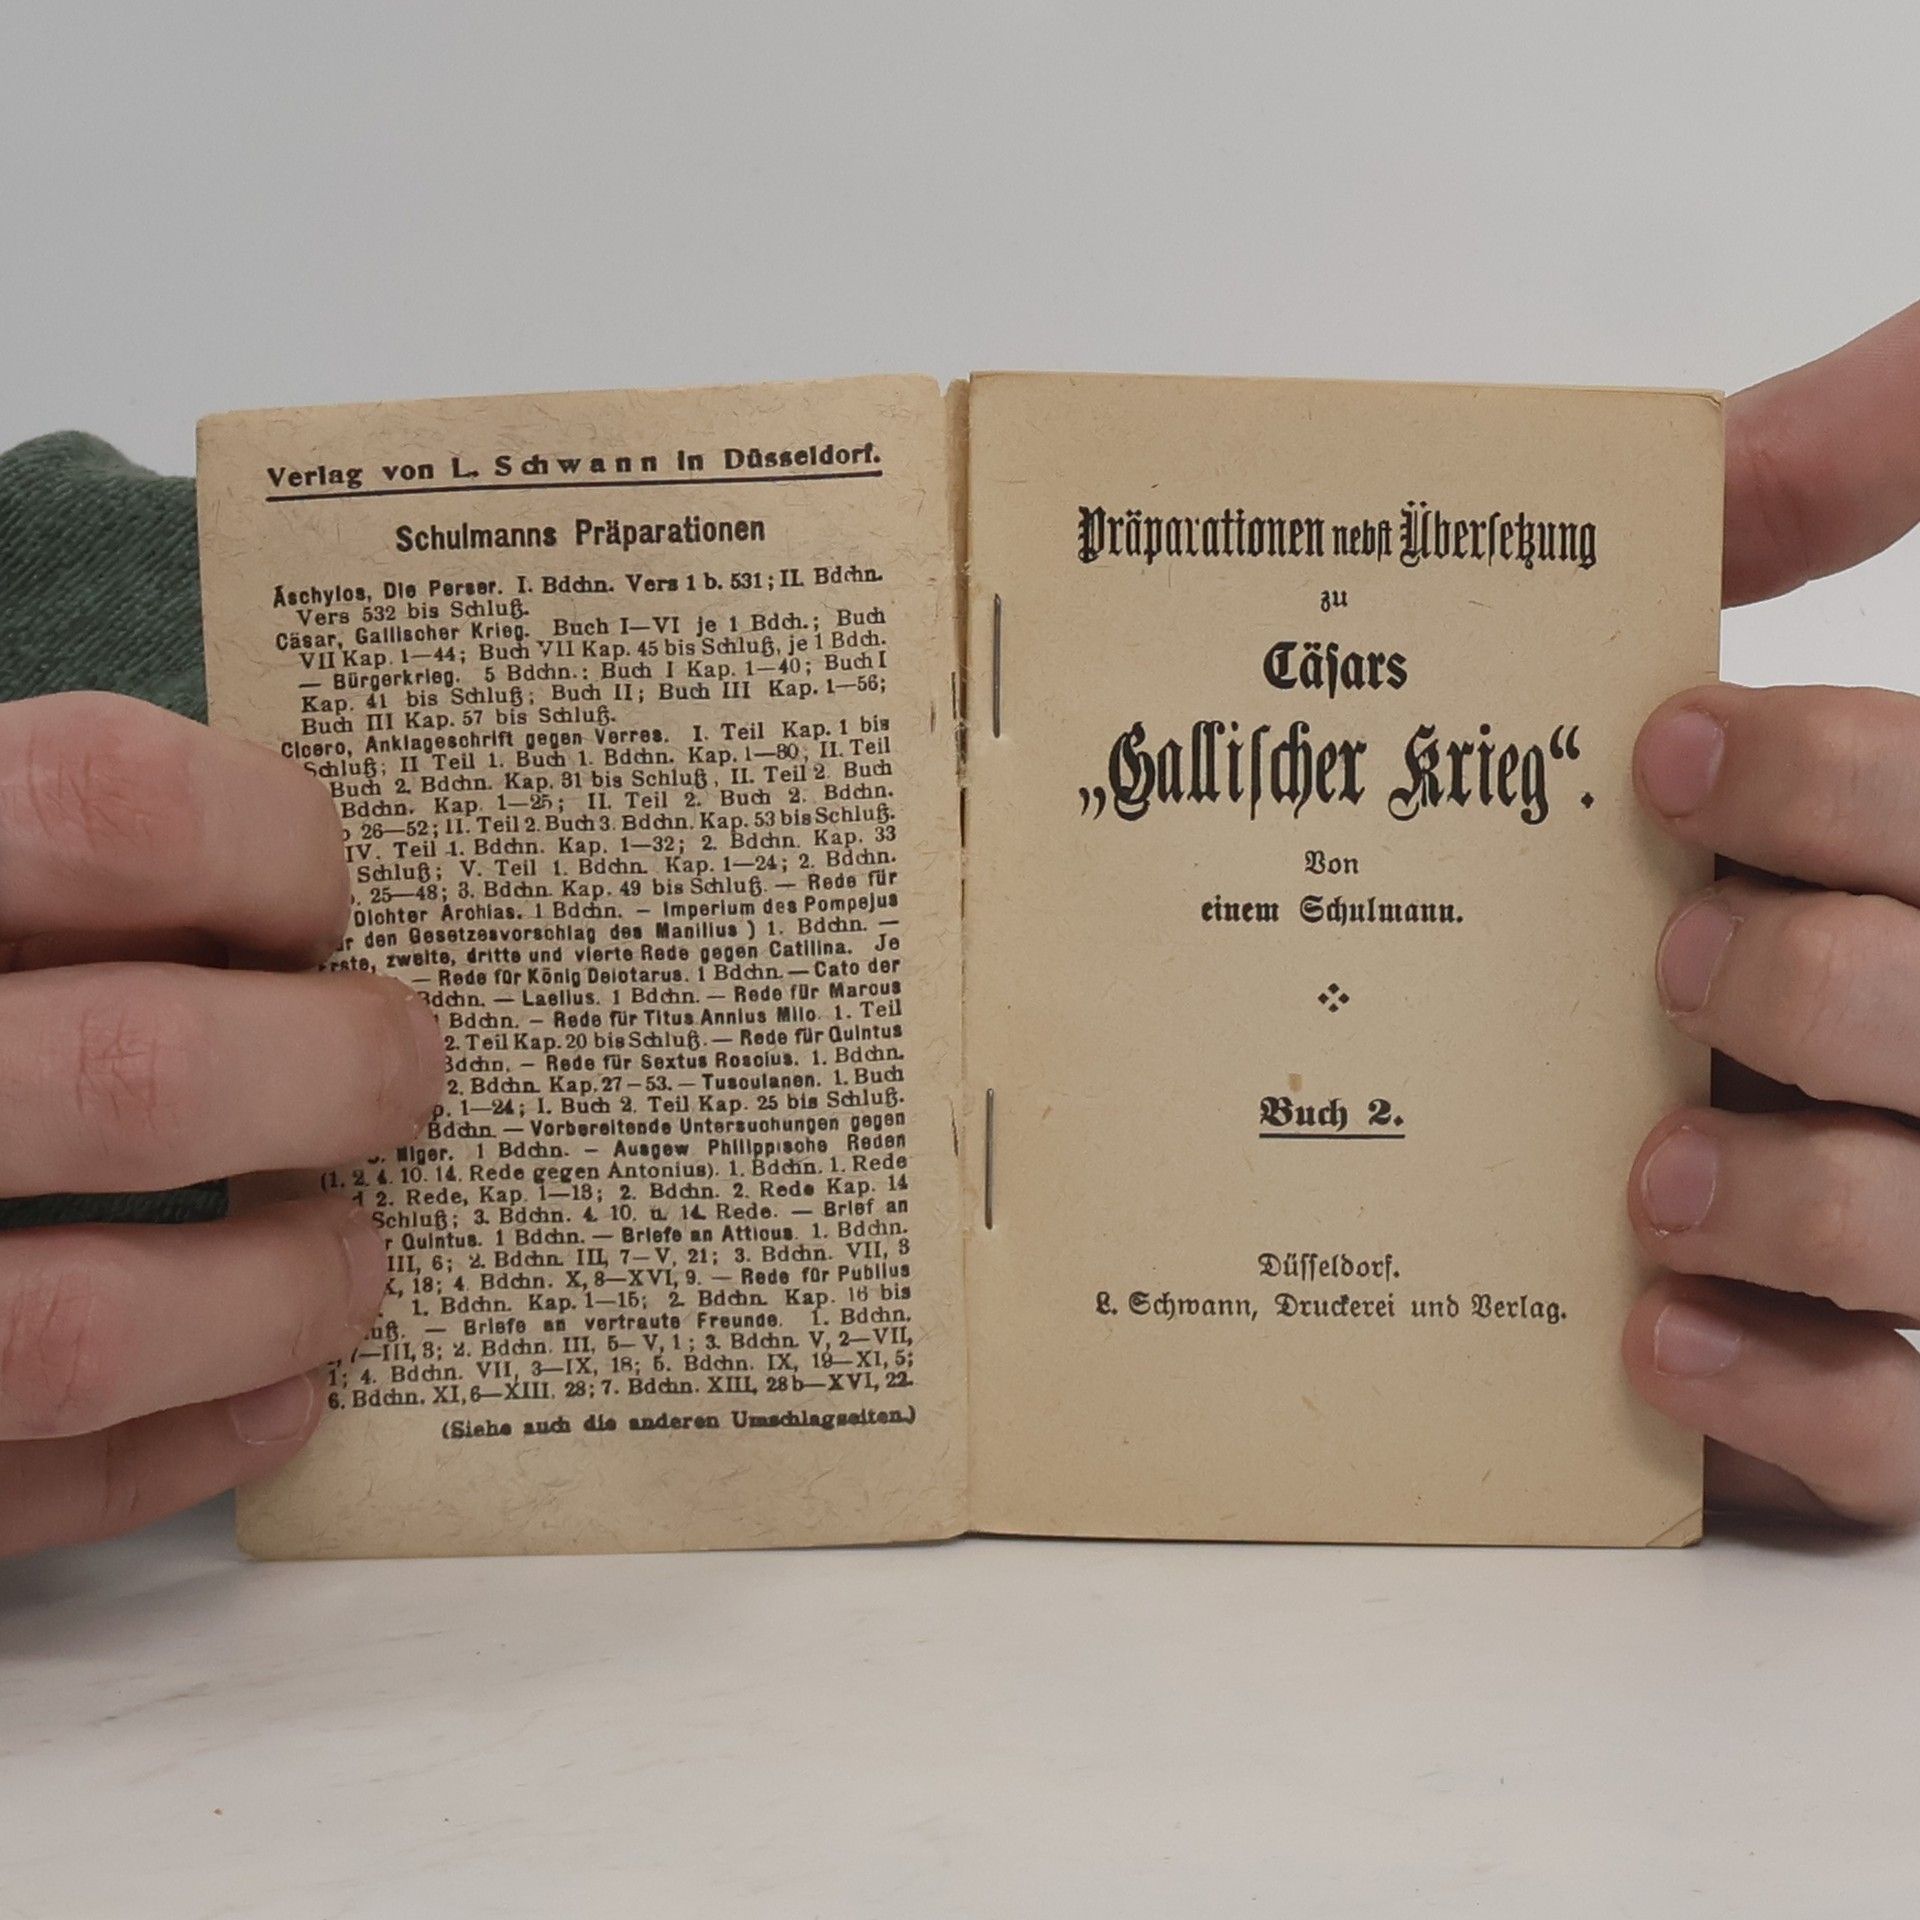 Verlag von L. Schwann in Düsseldorf.
Schulmanns Präparationen
Äschylos, Die Perser. I. Bdchn. Vers 1 b. 531; II. Bdchn.
Vers 532 bis Schluß.
Cäsar, Gallischer Krieg. Buch I—VI je 1 Bdch.; Buch
VII Kap. 1—44; Buch VII Kap. 45 bis Schluß, je 1 Bdch.
— Bürgerkrieg. 5 Bdchn.: Buch I Kap. 1—40; Buch I
Kap. 41 bis Schluß; Buch II; Buch III Kap. 1—56;
Buch III Kap. 57 bis Schluß.
Cicero, Anklageschrift gegen Verres. I. Teil Kap. 1 bis
Schluß; II Teil 1. Buch 1. Bdchn. Kap. 1—30; II. Teil
Buch 2. Bdchn. Kap. 31 bis Schluß, II. Teil 2. Buch
Bdchn. Kap. 1—25; II. Teil 2. Buch 2. Bdchn.
26—52; II. Teil 2. Buch 3. Bdchn. Kap. 53 bis Schluß.
IV. Teil 1. Bdchn. Kap. 1—32; 2. Bdchn. Kap. 33
Schluß; V. Teil 1. Bdchn. Kap. 1—24; 2. Bdchn.
25—48; 3. Bdchn. Kap. 49 bis Schluß. — Rede für
Dichter Archias. 1 Bdchn. — Imperium des Pompejus
den Gesetzesvorschlag des Manilius) 1. Bdchn. —
zweite, dritte und vierte Rede gegen Catilina. Je
— Rede für König Deiotarus. 1 Bdchn. — Cato der
Bdchn. — Laelius. 1 Bdchn. — Rede für Marcus
Bdchn. — Rede für Titus Annius Milo. 1. Teil
2. Teil Kap. 20 bis Schluß. — Rede für Quintus
Bdchn. — Rede für Sextus Roscius. 1. Bdchn.
2. Bdchn. Kap. 27—53. — Tusculanen. 1. Buch
1—24; I. Buch 2. Teil Kap. 25 bis Schluß.
Bdchn. — Vorbereitende Untersuchungen gegen
Niger. 1 Bdchn. — Ausgew Philippische Reden
(1. 2. 4. 10. 14. Rede gegen Antonius). 1. Bdchn. 1. Rede
2. Rede, Kap. 1—13; 2. Bdchn. 2. Rede Kap. 14
Schluß; 3. Bdchn. 4. 10. u. 14. Rede. — Brief an
Quintus. 1 Bdchn. — Briefe an Atticus. 1. Bdchn.
III, 6; 2. Bdchn. III, 7—V, 21; 3. Bdchn. VII, 3
18; 4. Bdchn. X, 8—XVI, 9. — Rede für Publius
1. Bdchn. Kap. 1—15; 2. Bdchn. Kap. 16 bis
— Briefe an vertraute Freunde. 1. Bdchn.
7—III, 3; 2. Bdchn. III, 5—V, 1; 3. Bdchn. V, 2—VII,
1; 4. Bdchn. VII, 3—IX, 18; 5. Bdchn. IX, 19—XI, 5;
6. Bdchn. XI, 6—XIII, 28; 7. Bdchn. XIII, 28b—XVI, 22.
(Siehe auch die anderen Umschlagseiten.)
Präparationen nebst Übersetzung
zu
Cäsars
„Gallischer Krieg“.
Von
einem Schulmann.
Buch 2.
Düsseldorf.
L. Schwann, Druckerei und Verlag.